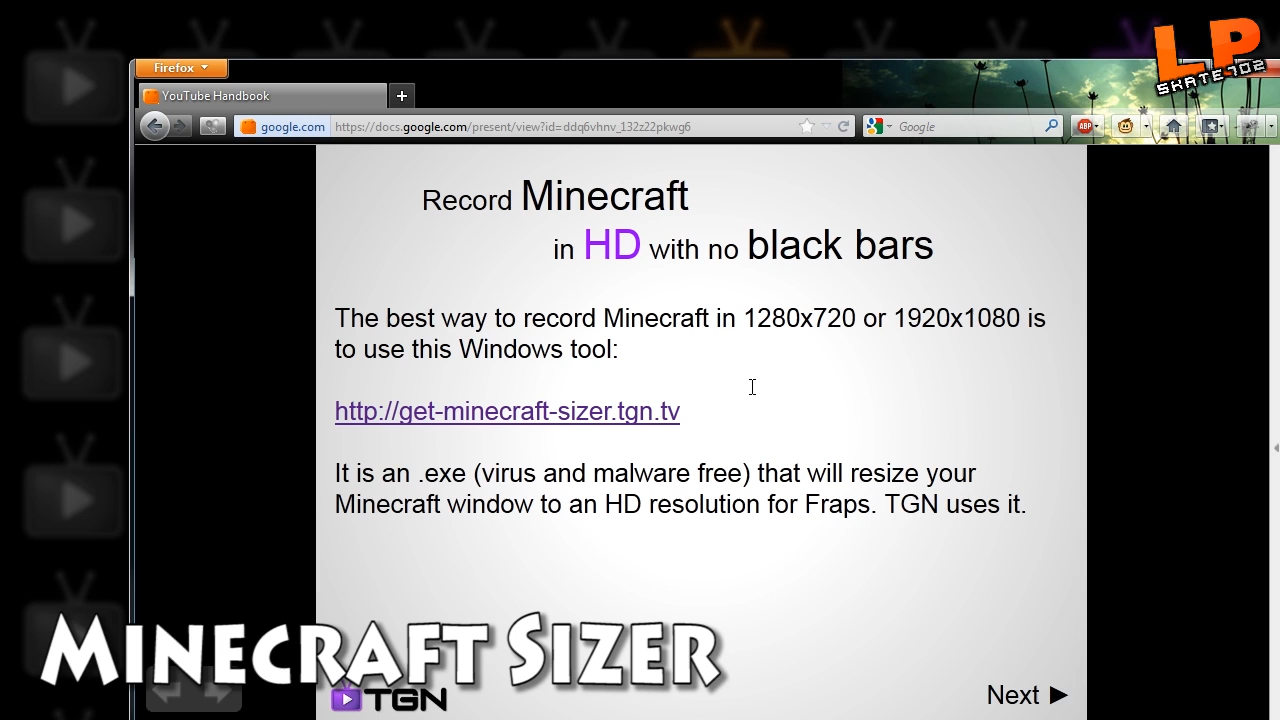 LP
SKATE702
Firefox
YouTube Handbook
google.com
https://docs.google.com/present/view?id=ddq6vhnv_132z22pkwg6
Google
ABP
Record Minecraft
in HD with no black bars
The best way to record Minecraft in 1280x720 or 1920x1080 is
to use this Windows tool:
http://get-minecraft-sizer.tgn.tv
It is an .exe (virus and malware free) that will resize your
Minecraft window to an HD resolution for Fraps. TGN uses it.
MINECRAFT SIZER
TGN
Next ►